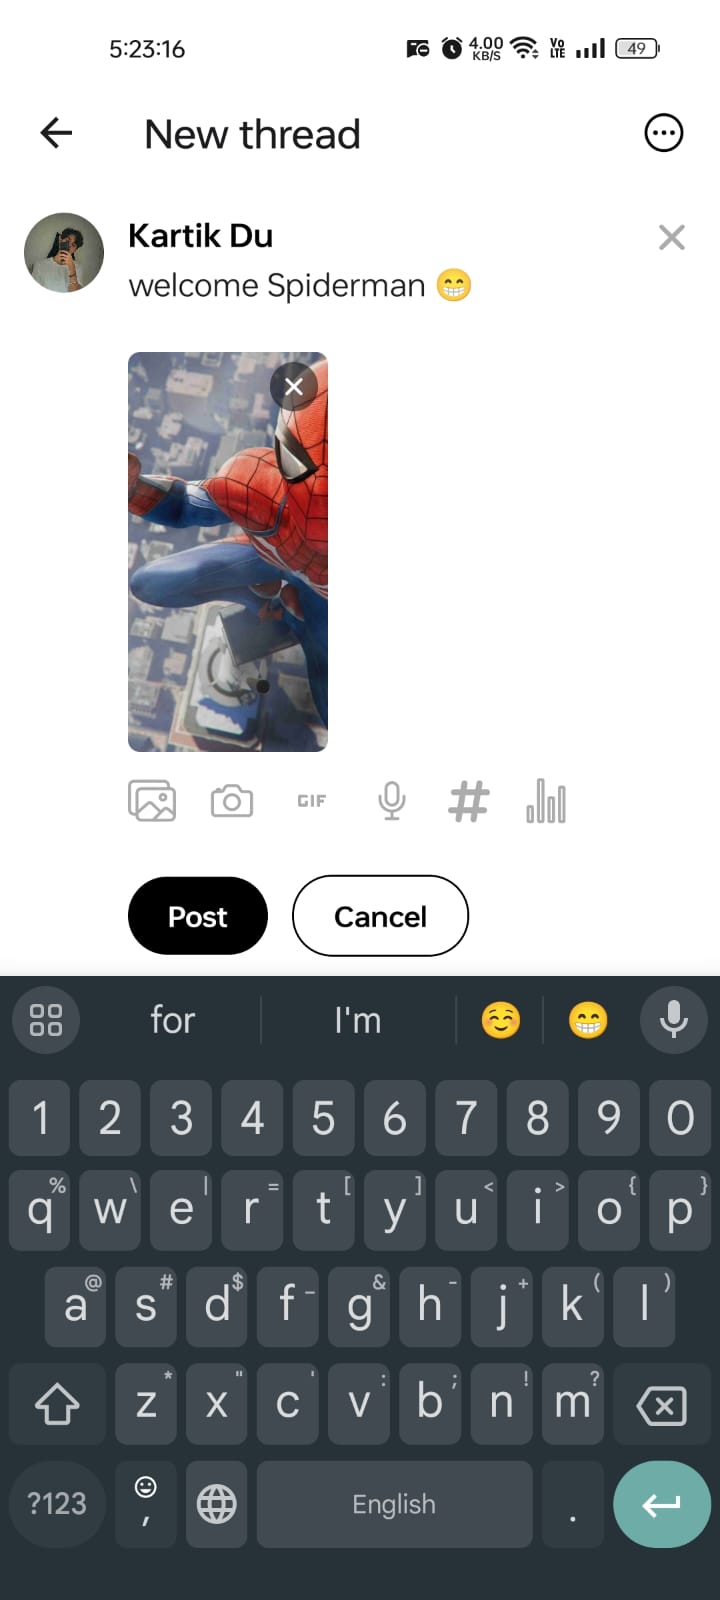 5:23:16 4.00 KB/S Vo LTE 49
New thread
Kartik Du
welcome Spiderman 😁
GIF
Post Cancel
for I'm ☺️ 😁
1 2 3 4 5 6 7 8 9 0
q% w\ e| r= t[ y] u< i> o{ p}
a@ s# d$ f_ g& h- j+ k( l)
z* x" c' v: b; n! m?
?123 , English .